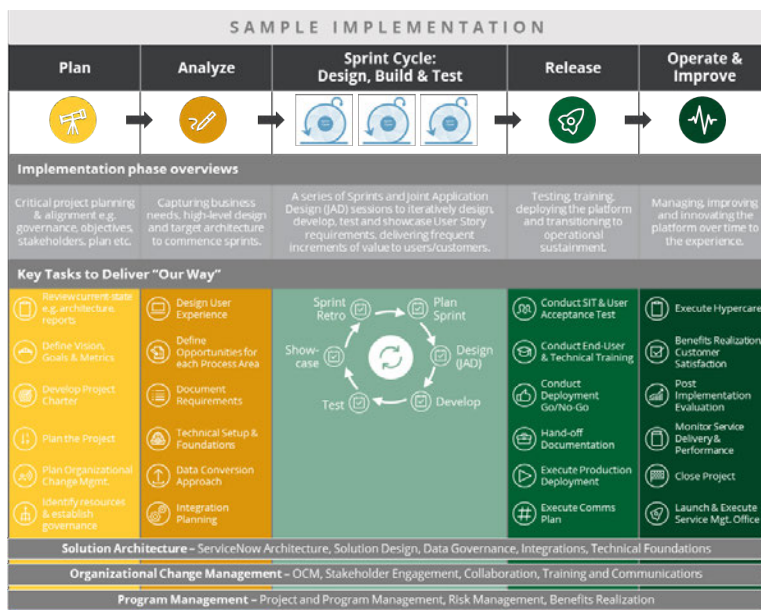 SAMPLE IMPLEMENTATION
Plan
Analyze
Sprint Cycle:
Design, Build & Test
Release
Operate &
Improve
Implementation phase overviews
Critical project planning
& alignment e.g.
governance, objectives,
stakeholders, plan etc.
Capturing business
needs, high-level design
and target architecture
to commence sprints.
A series of Sprints and Joint Application
Design (JAD) sessions to iteratively design,
develop, test and showcase User Story
requirements, delivering frequent
increments of value to users/customers.
Testing, training,
deploying the platform
and transitioning to
operational
sustainment.
Managing, improving
and innovating the
platform over time to
the experience.
Key Tasks to Deliver “Our Way”
Review current-state
e.g. architecture,
reports
Define Vision,
Goals & Metrics
Develop Project
Charter
Plan the Project
Plan Organizational
Change Mgmt.
Identify resources
& establish
governance
Design User
Experience
Define
Opportunities for
each Process Area
Document
Requirements
Technical Setup &
Foundations
Data Conversion
Approach
Integration
Planning
Sprint
Retro
Plan
Sprint
Design
(JAD)
Develop
Test
Show-
case
Conduct SIT & User
Acceptance Test
Conduct End-User
& Technical Training
Conduct
Deployment
Go/No-Go
Hand-off
Documentation
Execute Production
Deployment
Execute Comms
Plan
Execute Hypercare
Benefits Realization,
Customer
Satisfaction
Post
Implementation
Evaluation
Monitor Service
Delivery &
Performance
Close Project
Launch & Execute
Service Mgt. Office
Solution Architecture – ServiceNow Architecture, Solution Design, Data Governance, Integrations, Technical Foundations
Organizational Change Management – OCM, Stakeholder Engagement, Collaboration, Training and Communications
Program Management – Project and Program Management, Risk Management, Benefits Realization